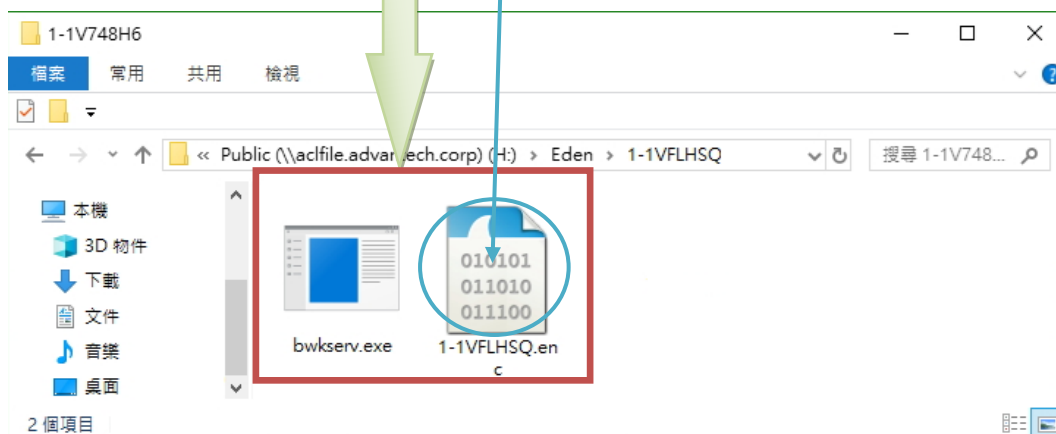 1-1V748H6
檔案 常用 共用 檢視
« Public (\\aclfile.advantech.corp) (H:) > Eden > 1-1VFLHSQ
搜尋 1-1V748...
本機
3D 物件
下載
文件
音樂
桌面
010101
011010
011100
bwkserv.exe
1-1VFLHSQ.en
c
2 個項目